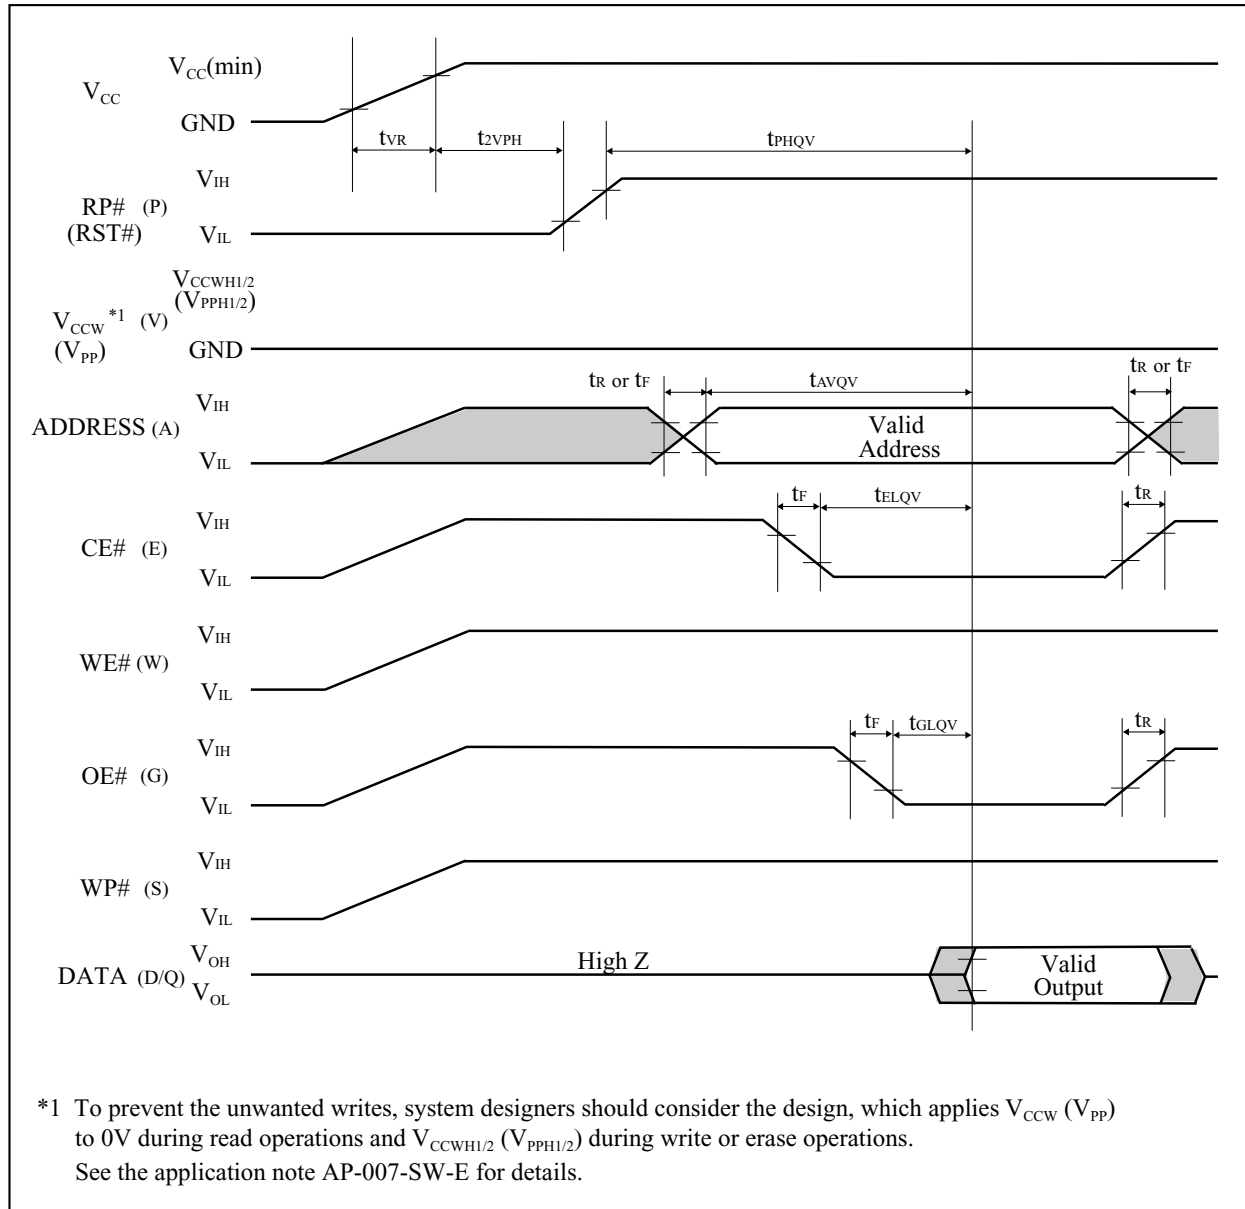 VCC
VCC(min)
GND
tVR
t2VPH
tPHQV
RP# (P)
(RST#)
VIH
VIL
VCCW *1 (V)
(VPP)
VCCWH1/2
(VPPH1/2)
GND
ADDRESS (A)
VIH
VIL
tR or tF
tAVQV
tR or tF
Valid
Address
CE# (E)
VIH
VIL
tF
tELQV
tR
WE# (W)
VIH
VIL
OE# (G)
VIH
VIL
tF
tGLQV
tR
WP# (S)
VIH
VIL
DATA (D/Q)
VOH
VOL
High Z
Valid
Output
*1 To prevent the unwanted writes, system designers should consider the design, which applies VCCW (VPP)
to 0V during read operations and VCCWH1/2 (VPPH1/2) during write or erase operations.
See the application note AP-007-SW-E for details.